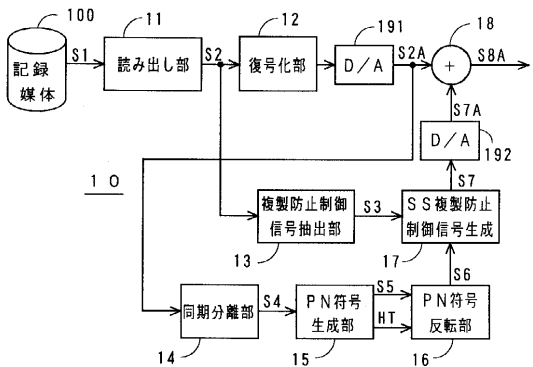 100
11
12
191
18
記録
媒体
S1
読み出し部
S2
復号化部
D/A
S2A
+
S8A
S7A
D/A
192
10
複製防止制御
信号抽出部
S3
13
S7
SS複製防止
制御信号生成
17
S6
同期分離部
14
S4
PN符号
生成部
15
S5
HT
PN符号
反転部
16